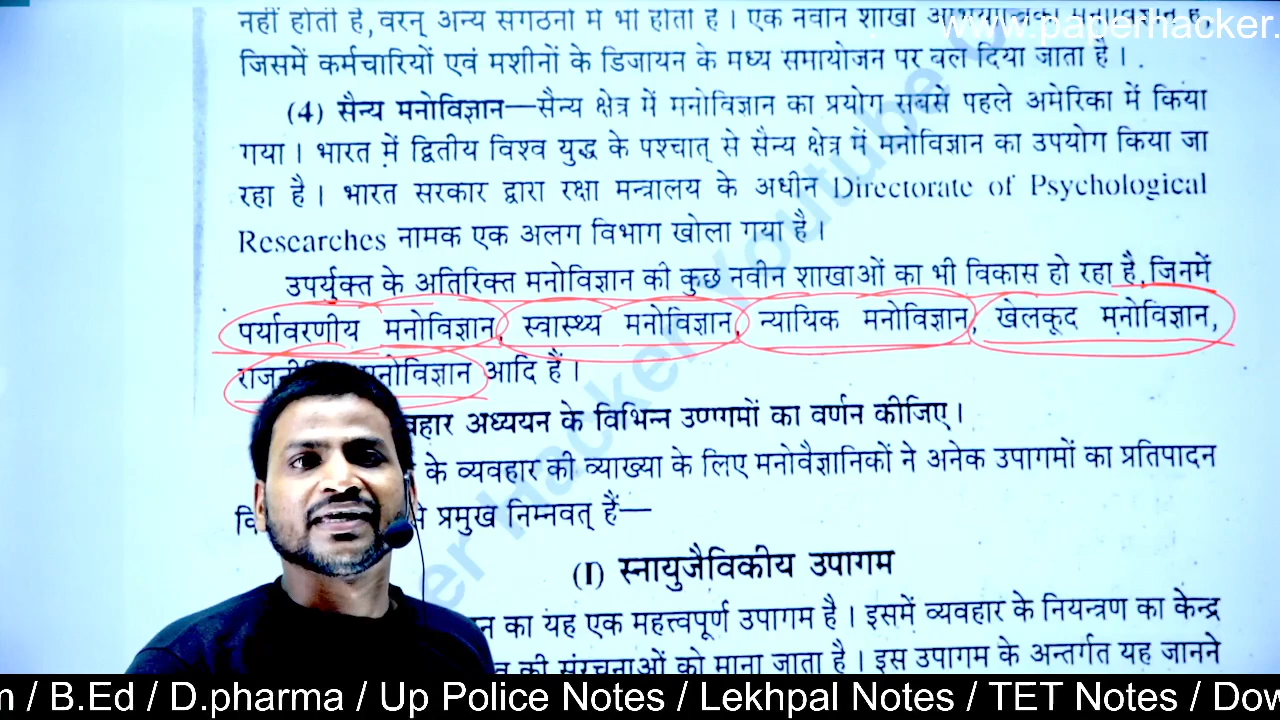 नहीं होती है, वरन् अन्य संगठनों में भी होती है। एक नवीन शाखा
www.paperhacker.
जिसमें कर्मचारियों एवं मशीनों के डिजायन के मध्य समायोजन पर बल दिया जाता है।
(4) सैन्य मनोविज्ञान—सैन्य क्षेत्र में मनोविज्ञान का प्रयोग सबसे पहले अमेरिका में किया
गया। भारत में द्वितीय विश्व युद्ध के पश्चात् से सैन्य क्षेत्र में मनोविज्ञान का उपयोग किया जा
रहा है। भारत सरकार द्वारा रक्षा मन्त्रालय के अधीन Directorate of Psychological
Researches नामक एक अलग विभाग खोला गया है।
उपर्युक्त के अतिरिक्त मनोविज्ञान की कुछ नवीन शाखाओं का भी विकास हो रहा है, जिनमें
पर्यावरणीय मनोविज्ञान, स्वास्थ्य मनोविज्ञान, न्यायिक मनोविज्ञान, खेलकूद मनोविज्ञान,
मनोविज्ञान आदि हैं।
अध्ययन के विभिन्न का वर्णन कीजिए।
के व्यवहार की व्याख्या के लिए मनोवैज्ञानिकों ने अनेक उपागमों का प्रतिपादन
प्रमुख निम्नवत् हैं—
(I) स्नायुजैविकीय उपागम
का यह एक महत्त्वपूर्ण उपागम है। इसमें व्यवहार के नियन्त्रण का केन्द्र
की संरचनाओं को माना जाता है। इस उपागम के अन्तर्गत यह जानने
/ B.Ed / D.pharma / Up Police Notes / Lekhpal Notes / TET Notes /